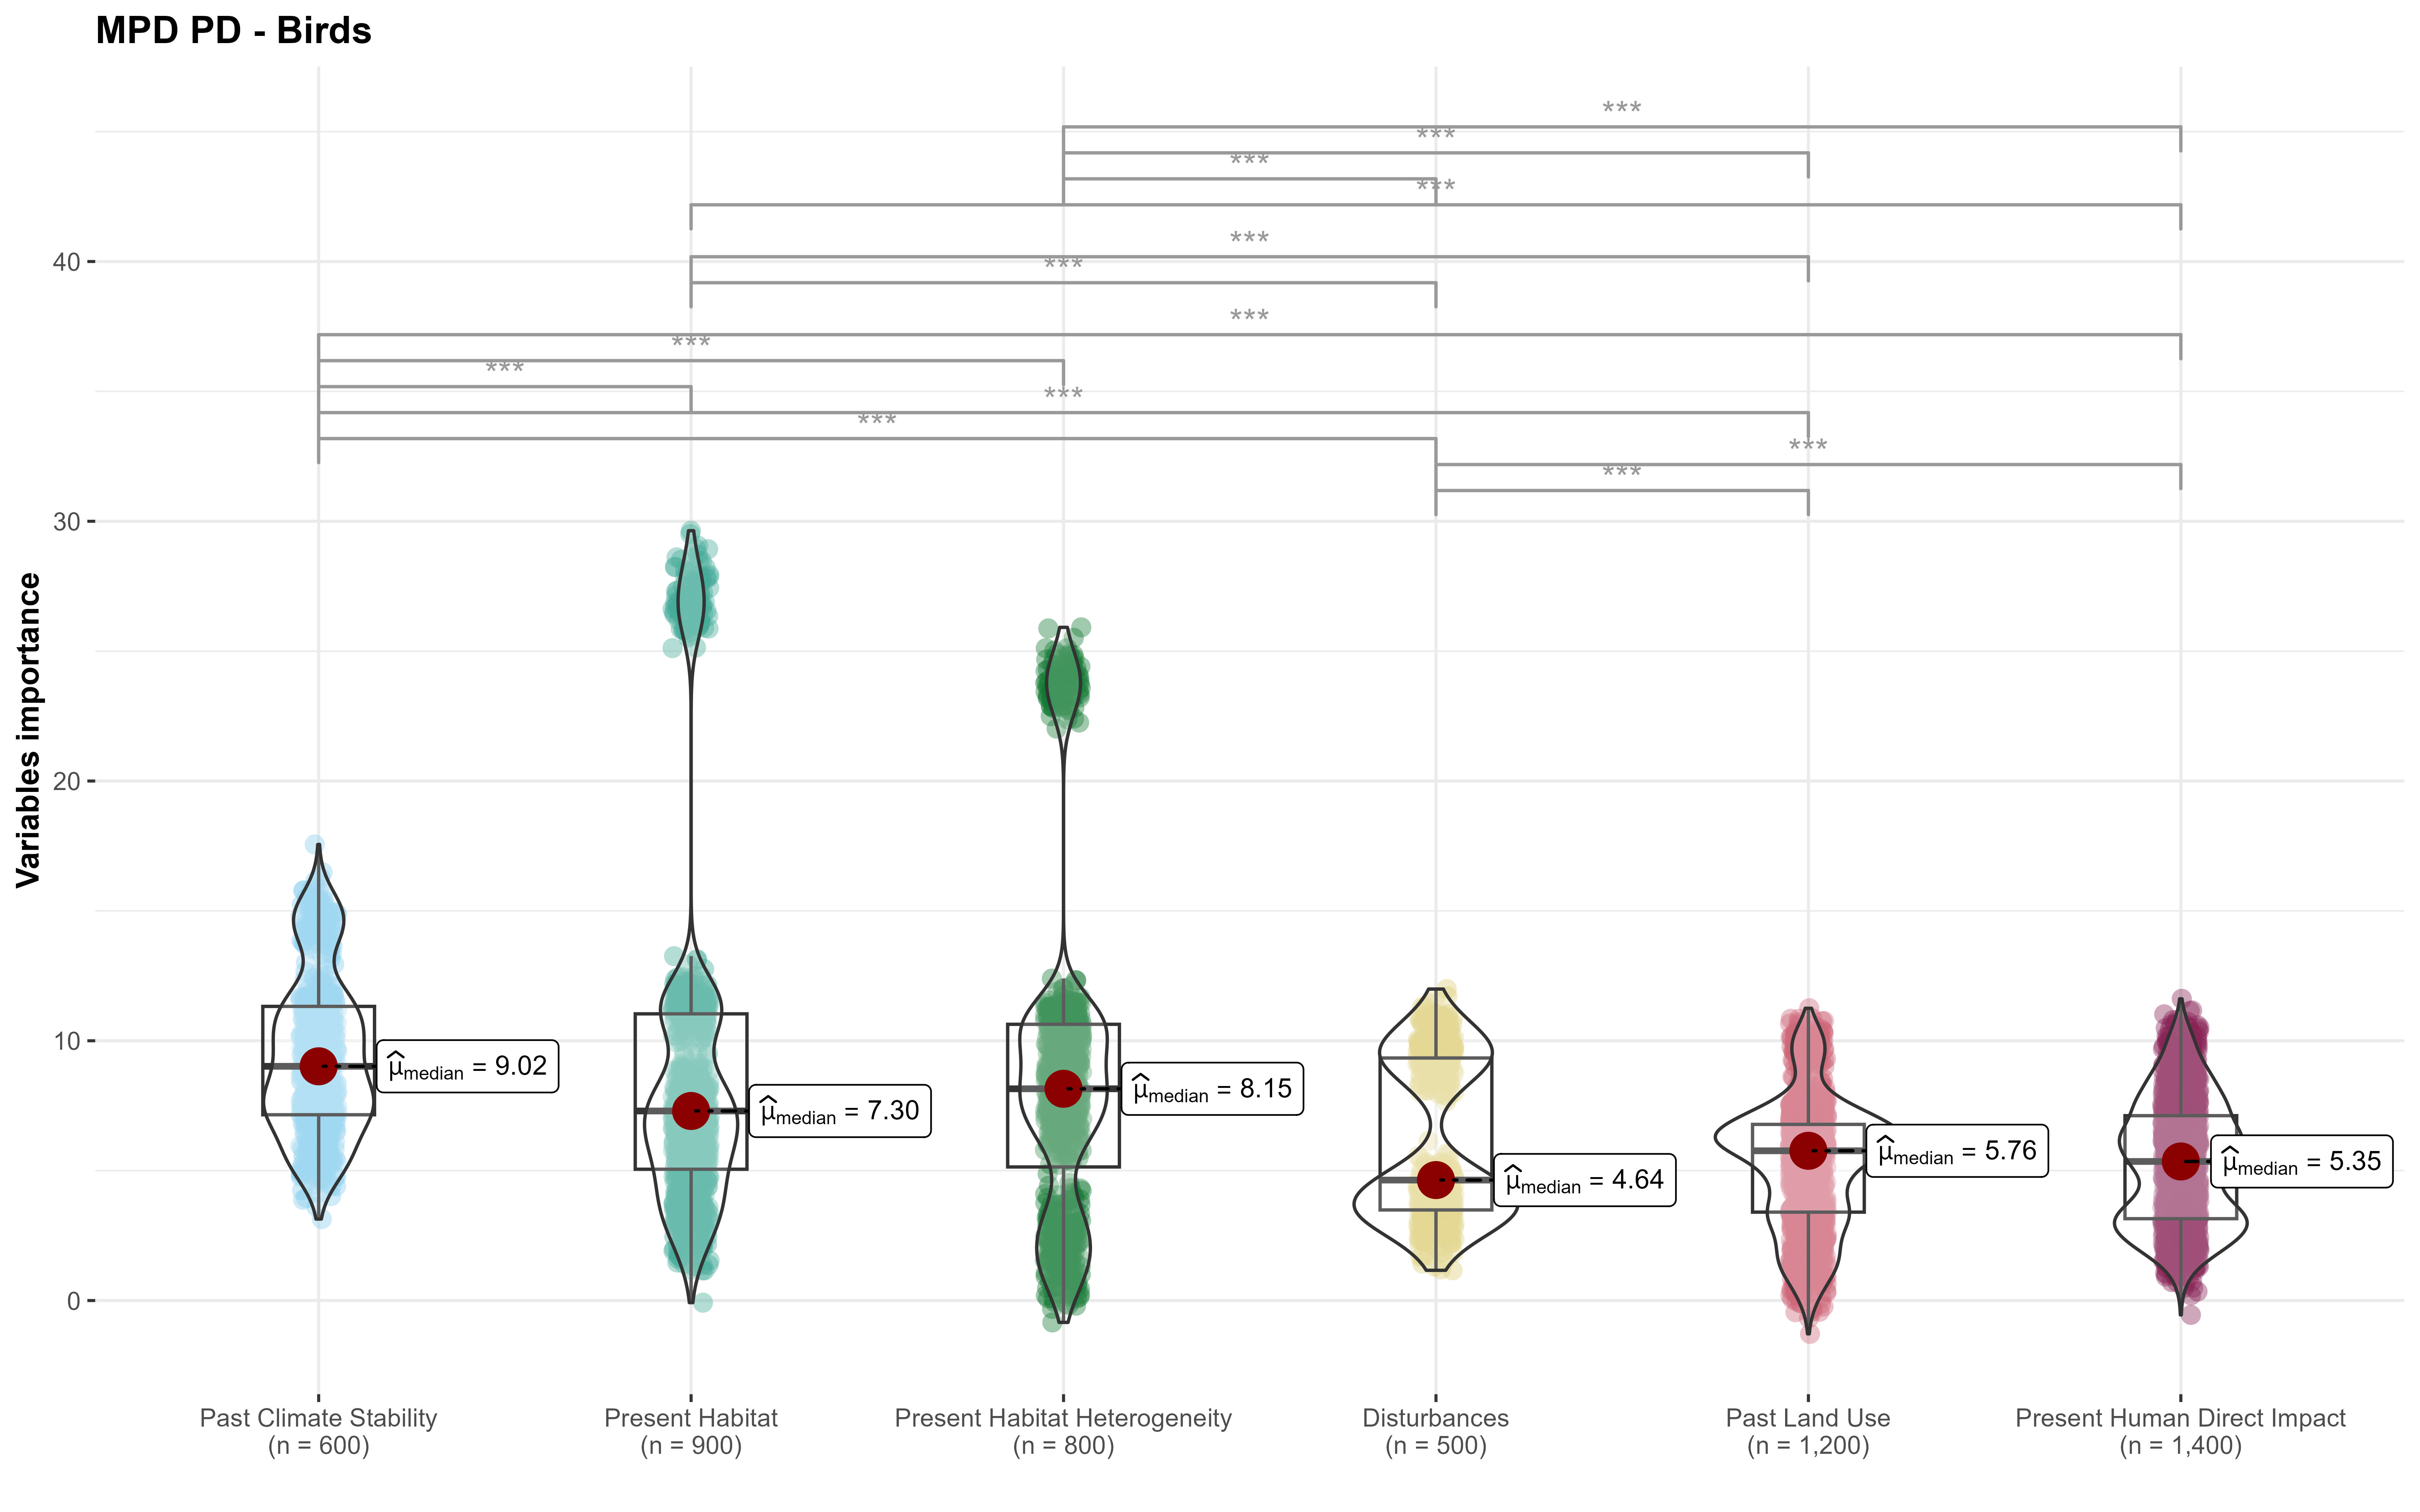 MPD PD - Birds
***
***
***
***
***
***
***
***
***
***
***
***
***
Variables importance
40
30
20
10
0
μ̂median = 9.02
μ̂median = 7.30
μ̂median = 8.15
μ̂median = 4.64
μ̂median = 5.76
μ̂median = 5.35
Past Climate Stability
(n = 600)
Present Habitat
(n = 900)
Present Habitat Heterogeneity
(n = 800)
Disturbances
(n = 500)
Past Land Use
(n = 1,200)
Present Human Direct Impact
(n = 1,400)